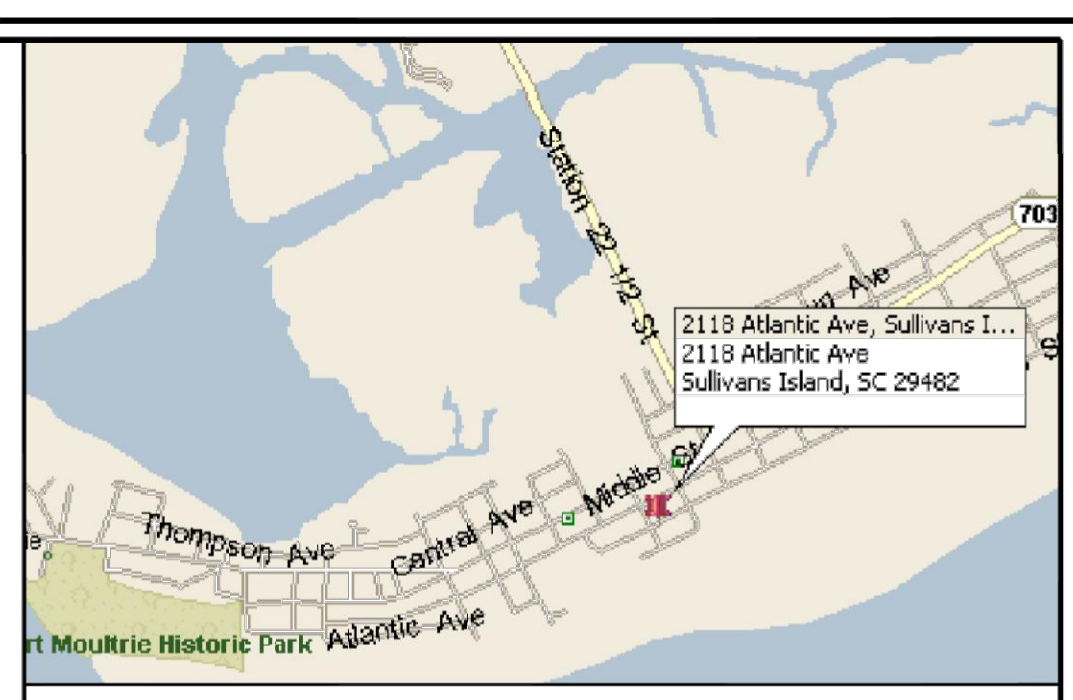 Station 22 1/2 St
703
Ave
2118 Atlantic Ave, Sullivans I...
2118 Atlantic Ave
Sullivans Island, SC 29482
Middle St
Thompson Ave
Central Ave
Atlantic Ave
rt Moultrie Historic Park